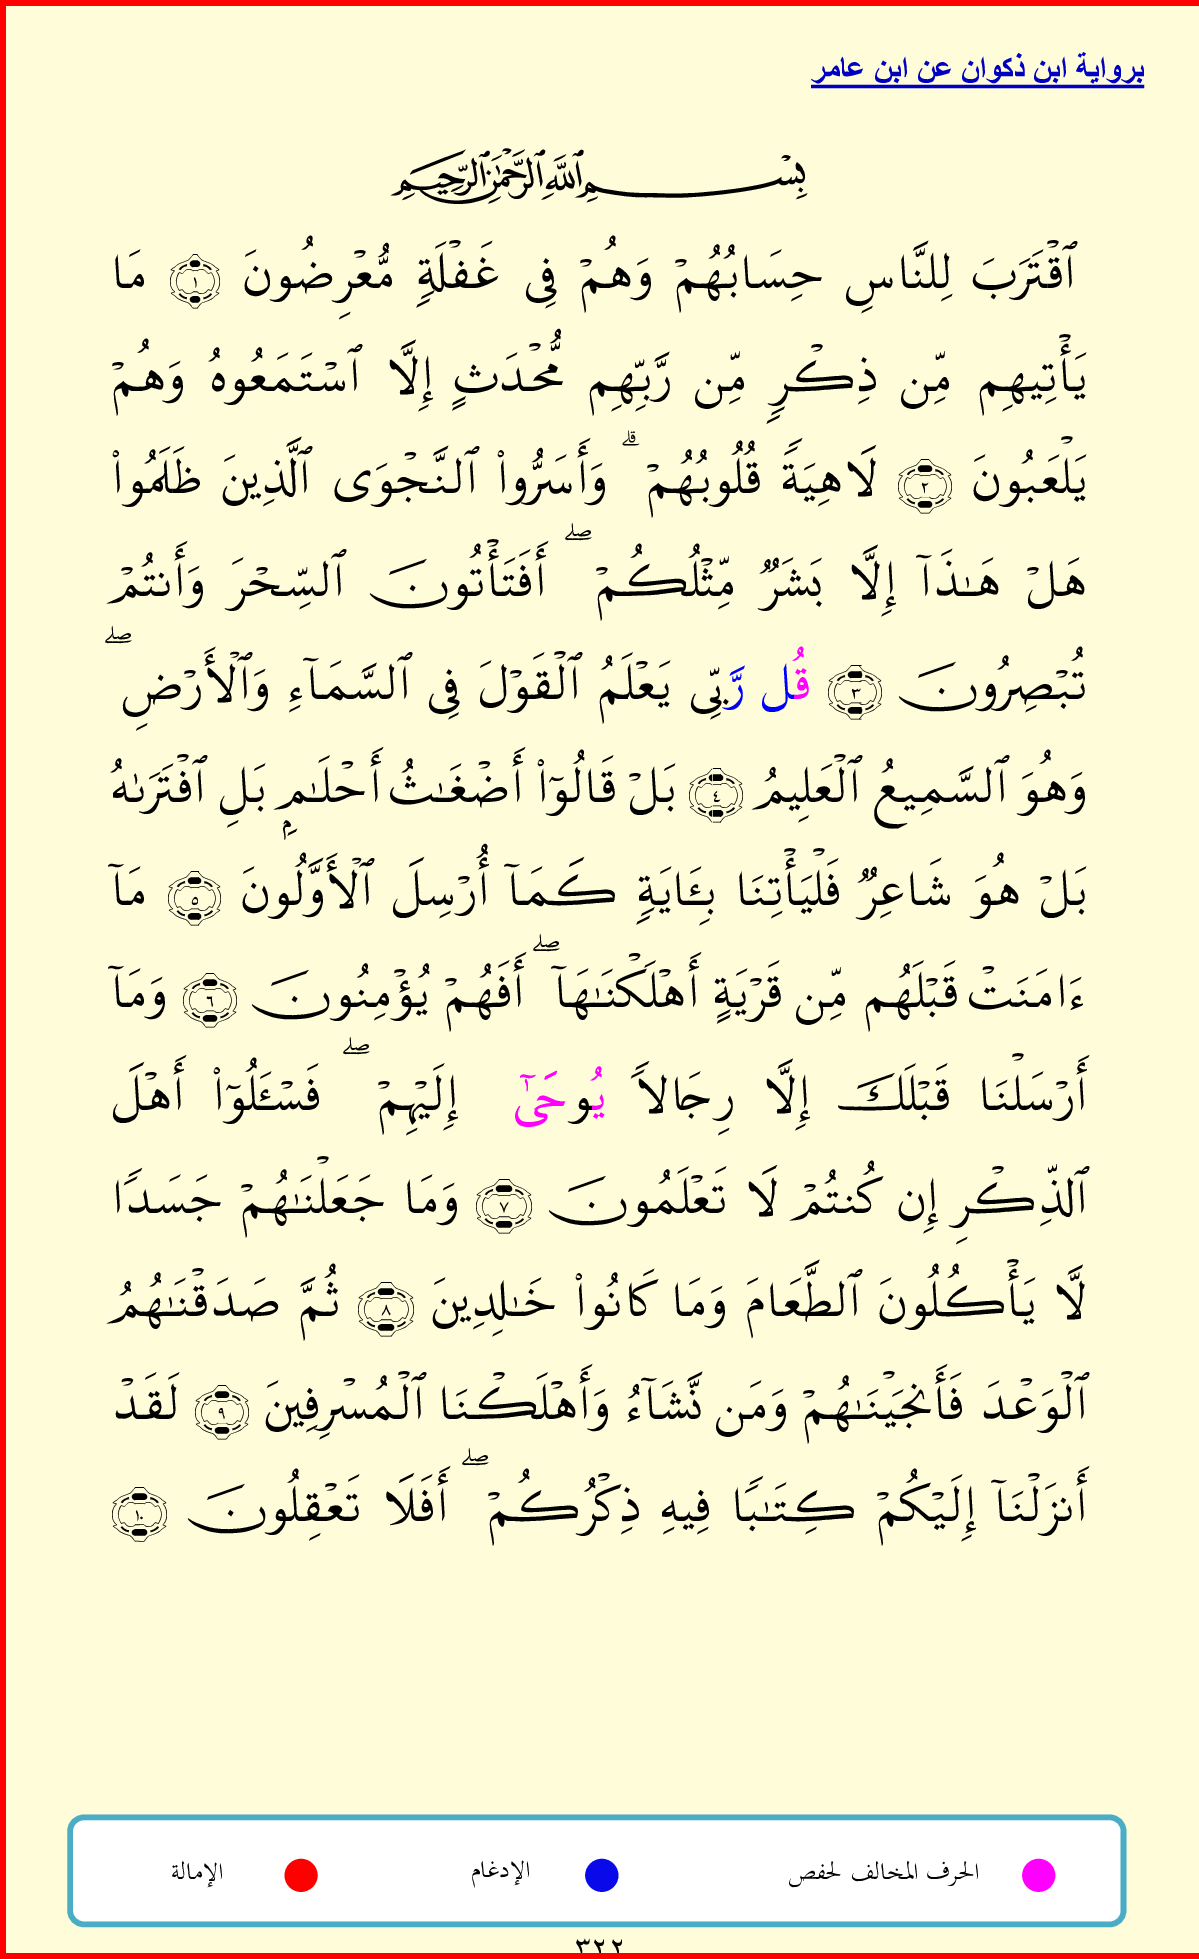 برواية ابن ذكوان عن ابن عامر
بِسْمِ ٱللَّهِ ٱلرَّحْمَٰنِ ٱلرَّحِيمِ
ٱقْتَرَبَ لِلنَّاسِ حِسَابُهُمْ وَهُمْ فِى غَفْلَةٍ مُّعْرِضُونَ ١ مَا
يَأْتِيهِم مِّن ذِكْرٍ مِّن رَّبِّهِم مُّحْدَثٍ إِلَّا ٱسْتَمَعُوهُ وَهُمْ
يَلْعَبُونَ ٢ لَاهِيَةً قُلُوبُهُمْ ۗ وَأَسَرُّوا۟ ٱلنَّجْوَى ٱلَّذِينَ ظَلَمُوا۟
هَلْ هَـٰذَآ إِلَّا بَشَرٌ مِّثْلُكُمْ ۖ أَفَتَأْتُونَ ٱلسِّحْرَ وَأَنتُمْ
تُبْصِرُونَ ٣ قُل رَّبِّى يَعْلَمُ ٱلْقَوْلَ فِى ٱلسَّمَآءِ وَٱلْأَرْضِ ۖ
وَهُوَ ٱلسَّمِيعُ ٱلْعَلِيمُ ٤ بَلْ قَالُوٓا۟ أَضْغَـٰثُ أَحْلَـٰمٍۭ بَلِ ٱفْتَرَىٰهُ
بَلْ هُوَ شَاعِرٌ فَلْيَأْتِنَا بِـَٔايَةٍ كَمَآ أُرْسِلَ ٱلْأَوَّلُونَ ٥ مَآ
ءَامَنَتْ قَبْلَهُم مِّن قَرْيَةٍ أَهْلَكْنَـٰهَآ ۖ أَفَهُمْ يُؤْمِنُونَ ٦ وَمَآ
أَرْسَلْنَا قَبْلَكَ إِلَّا رِجَالًا يُوحَىٰٓ إِلَيْهِمْ ۖ فَسْـَٔلُوٓا۟ أَهْلَ
ٱلذِّكْرِ إِن كُنتُمْ لَا تَعْلَمُونَ ٧ وَمَا جَعَلْنَـٰهُمْ جَسَدًا
لَّا يَأْكُلُونَ ٱلطَّعَامَ وَمَا كَانُوا۟ خَـٰلِدِينَ ٨ ثُمَّ صَدَقْنَـٰهُمُ
ٱلْوَعْدَ فَأَنجَيْنَـٰهُمْ وَمَن نَّشَآءُ وَأَهْلَكْنَا ٱلْمُسْرِفِينَ ٩ لَقَدْ
أَنزَلْنَآ إِلَيْكُمْ كِتَـٰبًا فِيهِ ذِكْرُكُمْ ۖ أَفَلَا تَعْقِلُونَ ١٠
الحرف المخالف لحفص
الإدغام
الإمالة
٣٢٢